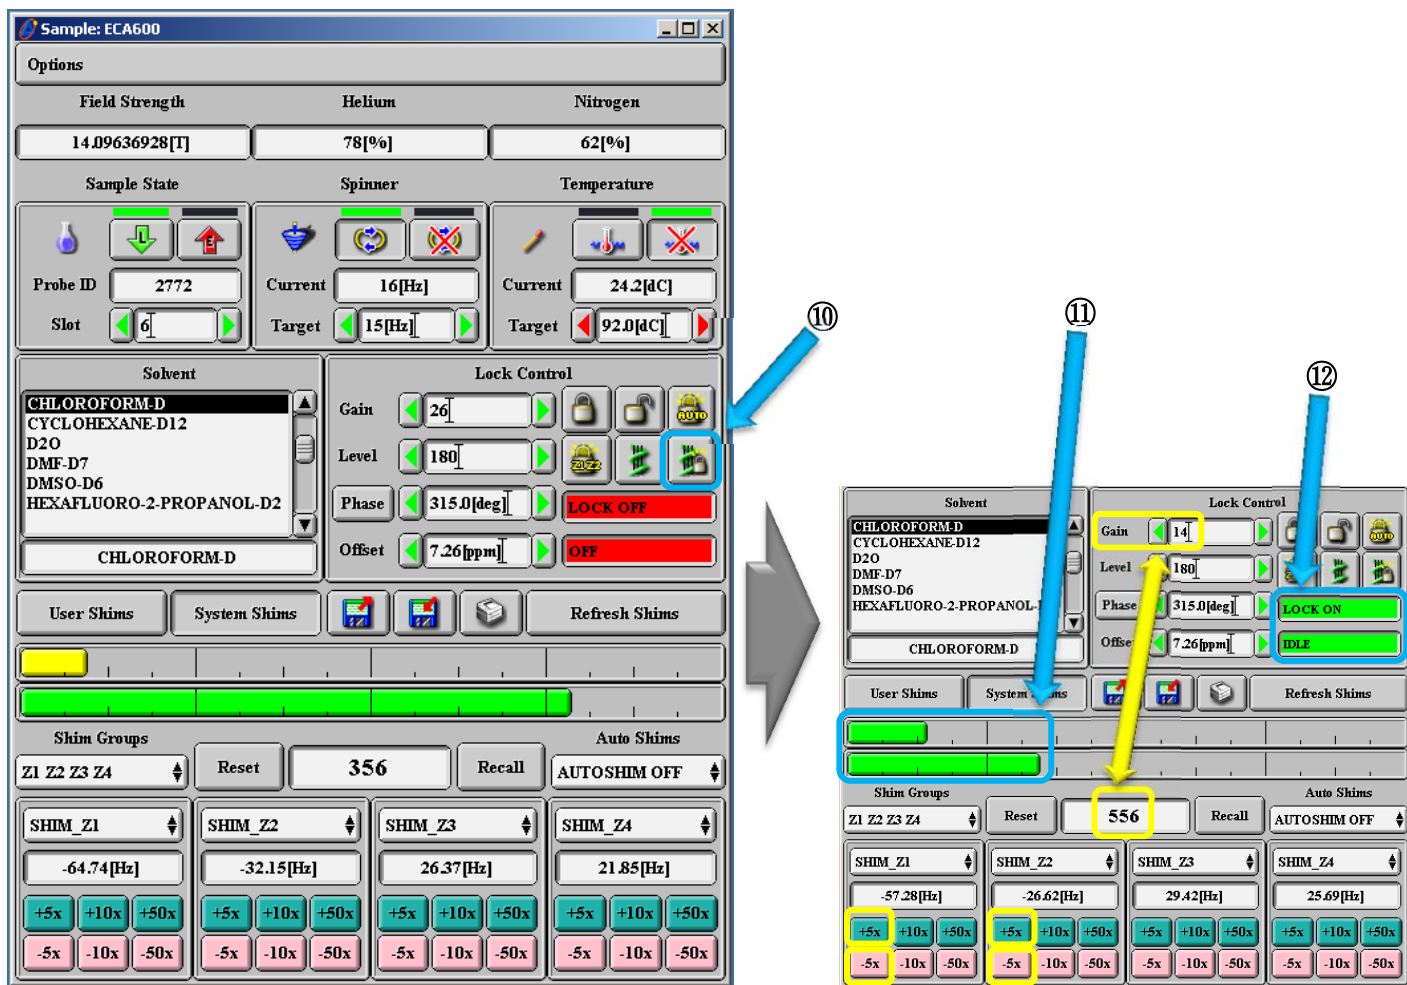 Sample: ECA600
Options
Field Strength Helium Nitrogen
14.09636928[T] 78[%] 62[%]
Sample State Spinner Temperature
L E
Probe ID 2772 Current 16[Hz] Current 24.2[dC]
Slot 6 Target 15[Hz] Target 92.0[dC]
⑩
Solvent
CHLOROFORM-D
CYCLOHEXANE-D12
D2O
DMF-D7
DMSO-D6
HEXAFLUORO-2-PROPANOL-D2
CHLOROFORM-D
Lock Control
Gain 26 AUTO
Level 180 Z1 Z2
Phase 315.0[deg] LOCK OFF
Offset 7.26[ppm] OFF
User Shims System Shims Refresh Shims
Shim Groups Auto Shims
Z1 Z2 Z3 Z4 Reset 356 Recall AUTOSHIM OFF
SHIM_Z1 SHIM_Z2 SHIM_Z3 SHIM_Z4
-64.74[Hz] -32.15[Hz] 26.37[Hz] 21.85[Hz]
+5x +10x +50x +5x +10x +50x +5x +10x +50x +5x +10x +50x
-5x -10x -50x -5x -10x -50x -5x -10x -50x -5x -10x -50x
⑪
⑫
Solvent
CHLOROFORM-D
CYCLOHEXANE-D12
D2O
DMF-D7
DMSO-D6
HEXAFLUORO-2-PROPANOL-
CHLOROFORM-D
Lock Control
Gain 14 AUTO
Level 180
Phase 315.0[deg] LOCK ON
Offset 7.26[ppm] IDLE
User Shims System Shims Refresh Shims
Shim Groups Auto Shims
Z1 Z2 Z3 Z4 Reset 556 Recall AUTOSHIM OFF
SHIM_Z1 SHIM_Z2 SHIM_Z3 SHIM_Z4
-57.28[Hz] -26.62[Hz] 29.42[Hz] 25.69[Hz]
+5x +10x +50x +5x +10x +50x +5x +10x +50x +5x +10x +50x
-5x -10x -50x -5x -10x -50x -5x -10x -50x -5x -10x -50x